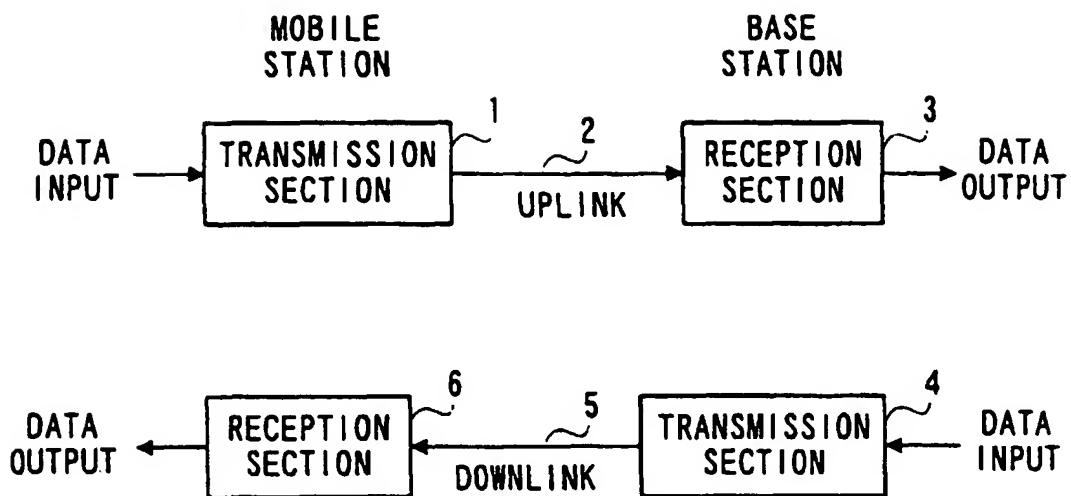 MOBILE STATION
BASE STATION
1
2
3
DATA INPUT
TRANSMISSION SECTION
UPLINK
RECEPTION SECTION
DATA OUTPUT
6
5
4
DATA OUTPUT
RECEPTION SECTION
DOWNLINK
TRANSMISSION SECTION
DATA INPUT